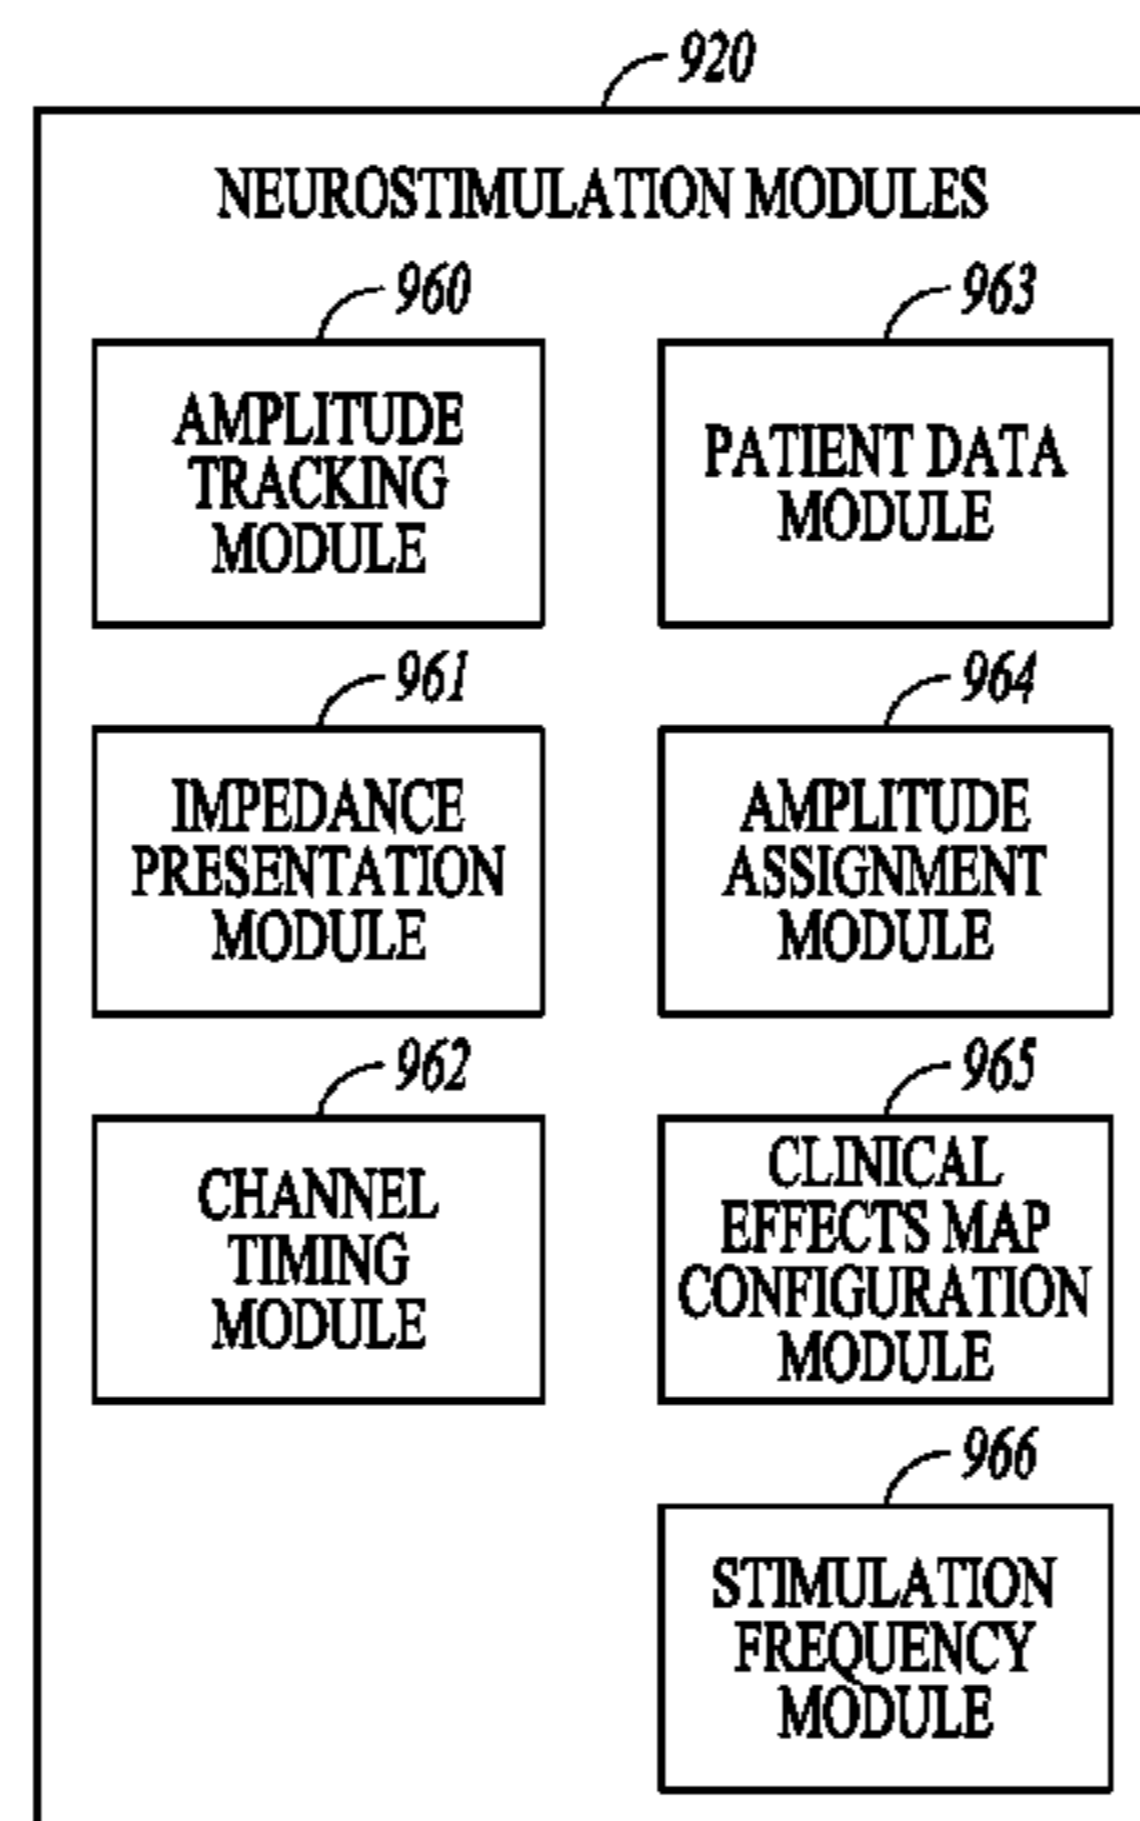 920
NEUROSTIMULATION MODULES
960
AMPLITUDE
TRACKING
MODULE
961
IMPEDANCE
PRESENTATION
MODULE
962
CHANNEL
TIMING
MODULE
963
PATIENT DATA
MODULE
964
AMPLITUDE
ASSIGNMENT
MODULE
965
CLINICAL
EFFECTS MAP
CONFIGURATION
MODULE
966
STIMULATION
FREQUENCY
MODULE